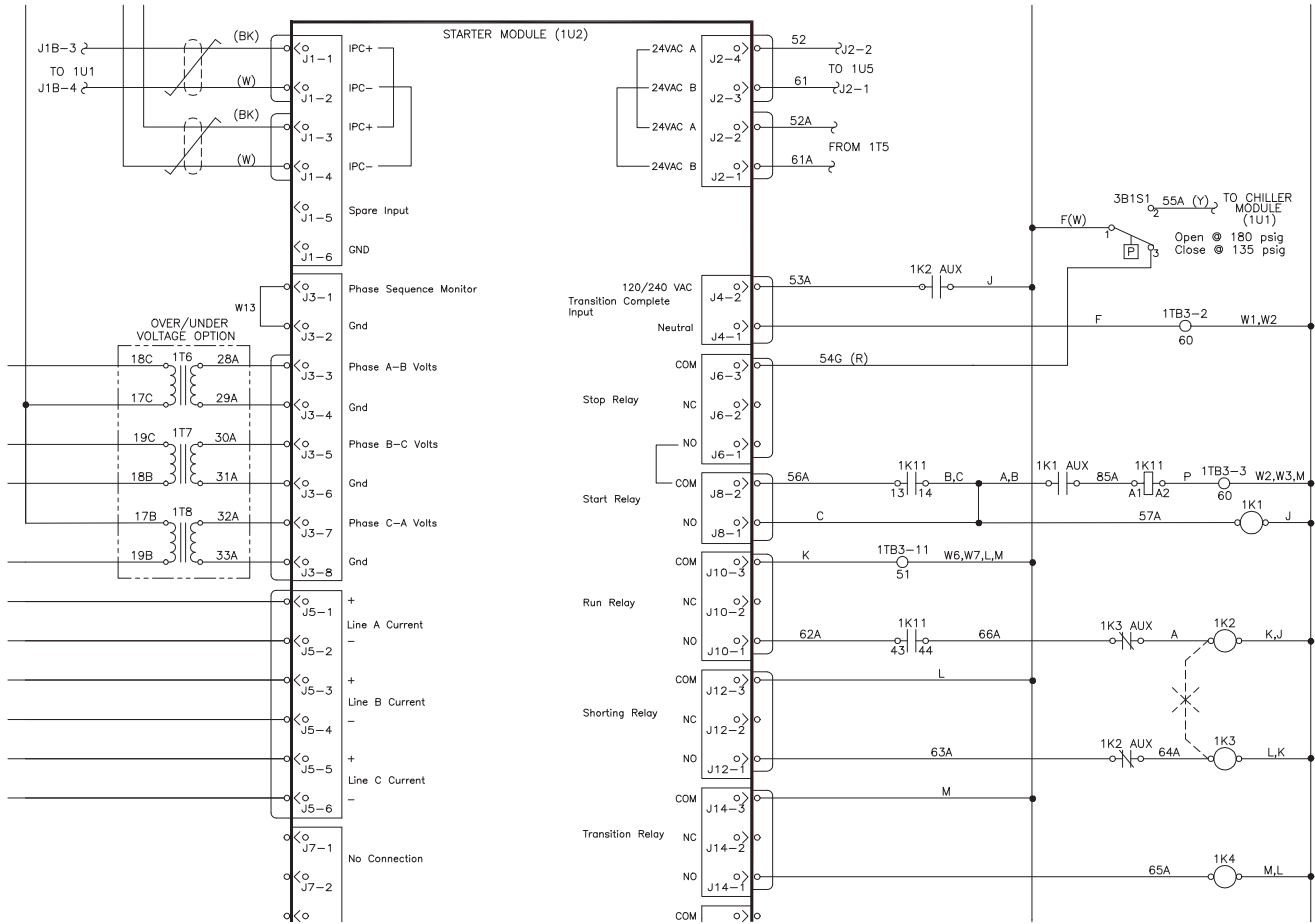 STARTER MODULE (1U2)
J1B-3
TO 1U1
J1B-4
(BK)
(W)
(BK)
(W)
J1-1 IPC+
J1-2 IPC-
J1-3 IPC+
J1-4 IPC-
J1-5 Spare Input
J1-6 GND
W13
J3-1 Phase Sequence Monitor
J3-2 Gnd
OVER/UNDER
VOLTAGE OPTION
18C 1T6 28A
J3-3 Phase A-B Volts
17C 29A
J3-4 Gnd
19C 1T7 30A
J3-5 Phase B-C Volts
18B 31A
J3-6 Gnd
17B 1T8 32A
J3-7 Phase C-A Volts
19B 33A
J3-8 Gnd
J5-1 +
Line A Current
J5-2 -
J5-3 +
Line B Current
J5-4 -
J5-5 +
Line C Current
J5-6 -
J7-1
No Connection
J7-2
24VAC A J2-4 52 J2-2
TO 1U5
24VAC B J2-3 61 J2-1
24VAC A J2-2 52A
FROM 1T5
24VAC B J2-1 61A
3B1S1
2 55A (Y)
TO CHILLER
MODULE
(1U1)
F(W) 1
P
3
Open @ 180 psig
Close @ 135 psig
120/240 VAC
Transition Complete
Input
J4-2 53A 1K2 AUX J
Neutral J4-1 F 1TB3-2 W1,W2
60
COM J6-3 54G (R)
Stop Relay
NC J6-2
NO J6-1
COM J8-2 56A 1K11 B,C A,B 1K1 AUX 85A 1K11 P 1TB3-3 W2,W3,M
13 14 A1 A2 60
Start Relay
NO J8-1 C 57A 1K1 J
COM J10-3 K 1TB3-11 W6,W7,L,M
51
Run Relay
NC J10-2
NO J10-1 62A 1K11 66A 1K3 AUX A 1K2 K,J
43 44
COM J12-3 L
Shorting Relay
NC J12-2
NO J12-1 63A 1K2 AUX 64A 1K3 L,K
COM J14-3 M
Transition Relay
NC J14-2
NO J14-1 65A 1K4 M,L
COM